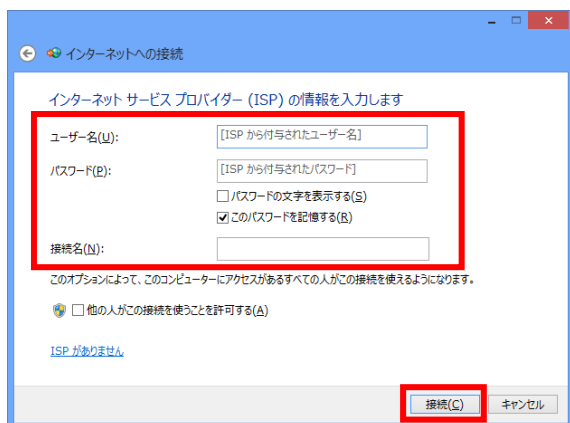 インターネットへの接続
インターネット サービス プロバイダー (ISP) の情報を入力します
ユーザー名(U):
[ISP から付与されたユーザー名]
パスワード(P):
[ISP から付与されたパスワード]
パスワードの文字を表示する(S)
このパスワードを記憶する(R)
接続名(N):
このオプションによって、このコンピューターにアクセスがあるすべての人がこの接続を使えるようになります。
他の人がこの接続を使うことを許可する(A)
ISP がありません
接続(C)
キャンセル